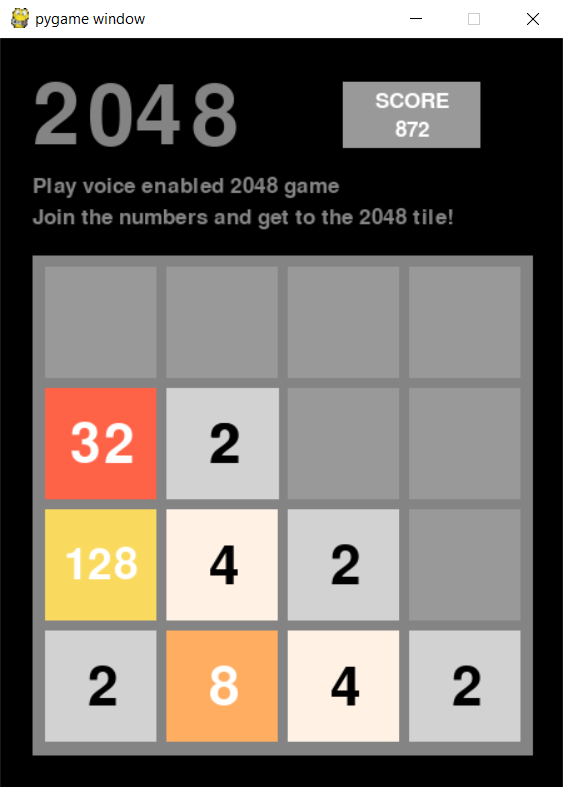 pygame window
2048
SCORE
872
Play voice enabled 2048 game
Join the numbers and get to the 2048 tile!
32 2
128 4 2
2 8 4 2